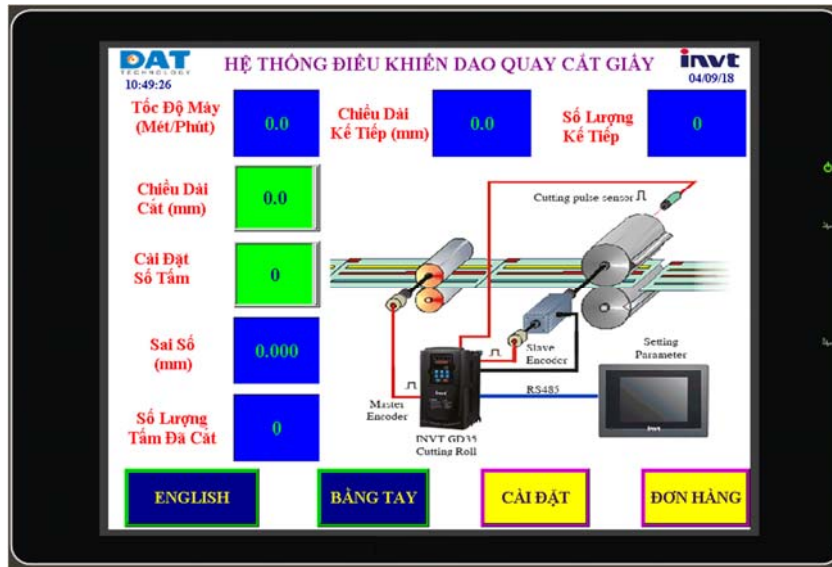 DAT
TECHNOLOGY
10:49:26
HỆ THỐNG ĐIỀU KHIỂN DAO QUAY CẮT GIẤY
invt
04/09/18
Tốc Độ Máy
(Mét/Phút)
0.0
Chiều Dài
Kế Tiếp (mm)
0.0
Số Lượng
Kế Tiếp
0
Chiều Dài
Cắt (mm)
0.0
Cutting pulse sensor
Cài Đặt
Số Tấm
0
Sai Số
(mm)
0.000
Slave
Encoder
Setting
Parameter
RS485
Master
Encoder
invt
INVT GD35
Cutting Roll
Số Lượng
Tấm Đã Cắt
0
ENGLISH
BẰNG TAY
CÀI ĐẶT
ĐƠN HÀNG